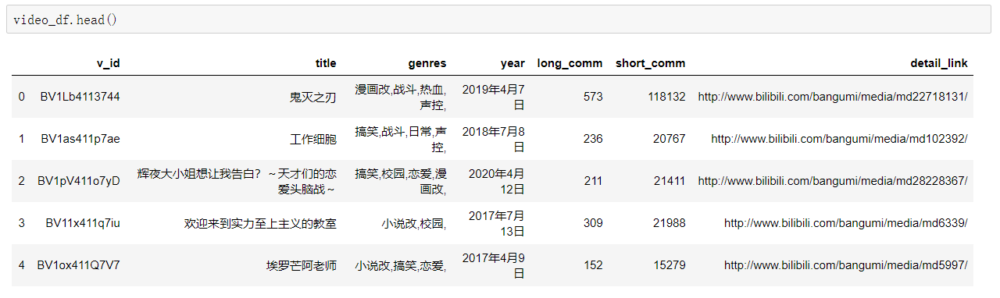 video_df.head()
v_id title genres year long_comm short_comm detail_link
0 BV1Lb4113744 鬼灭之刃 漫画改,战斗,热血, 2019年4月7 573 118132 http://www.bilibili.com/bangumi/media/md22718131/
声控, 日
1 BV1as411p7ae 工作细胞 搞笑,战斗,日常,声 2018年7月8 236 20767 http://www.bilibili.com/bangumi/media/md102392/
控, 日
2 BV1pV411o7yD 辉夜大小姐想让我告白？～天才们的恋 搞笑,校园,恋爱,漫 2020年4月 211 21411 http://www.bilibili.com/bangumi/media/md28228367/
爱头脑战～ 画改, 12日
3 BV11x411q7iu 欢迎来到实力至上主义的教室 小说改,校园, 2017年7月 309 21988 http://www.bilibili.com/bangumi/media/md6339/
13日
4 BV1ox411Q7V7 埃罗芒阿老师 小说改,搞笑,恋爱, 2017年4月9 152 15279 http://www.bilibili.com/bangumi/media/md5997/
日